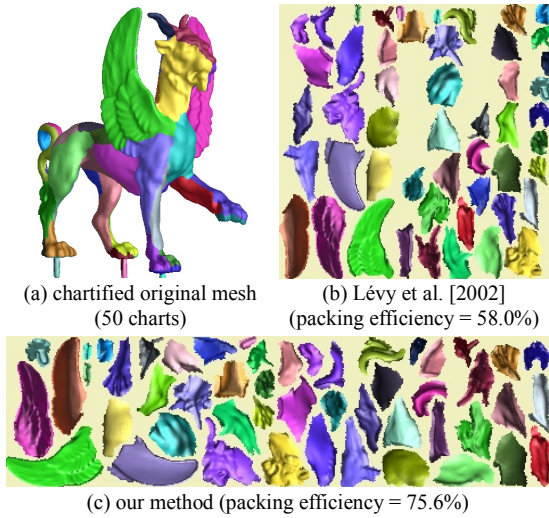 (a) chartified original mesh
(50 charts)
(b) Lévy et al. [2002]
(packing efficiency = 58.0%)
(c) our method (packing efficiency = 75.6%)